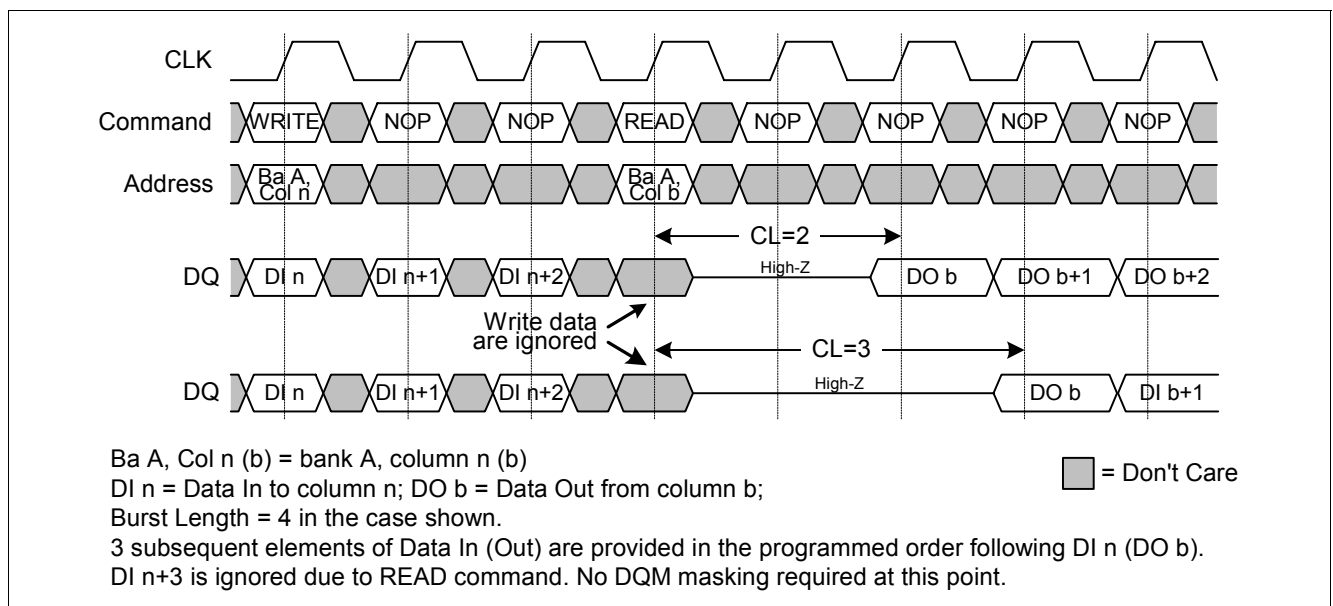 CLK
Command WRITE NOP NOP READ NOP NOP NOP NOP
Address Ba A, Col n Ba A, Col b
CL=2
DQ DI n DI n+1 DI n+2 High-Z DO b DO b+1 DO b+2
Write data
are ignored
CL=3
DQ DI n DI n+1 DI n+2 High-Z DO b DI b+1
Ba A, Col n (b) = bank A, column n (b)
= Don't Care
DI n = Data In to column n; DO b = Data Out from column b;
Burst Length = 4 in the case shown.
3 subsequent elements of Data In (Out) are provided in the programmed order following DI n (DO b).
DI n+3 is ignored due to READ command. No DQM masking required at this point.